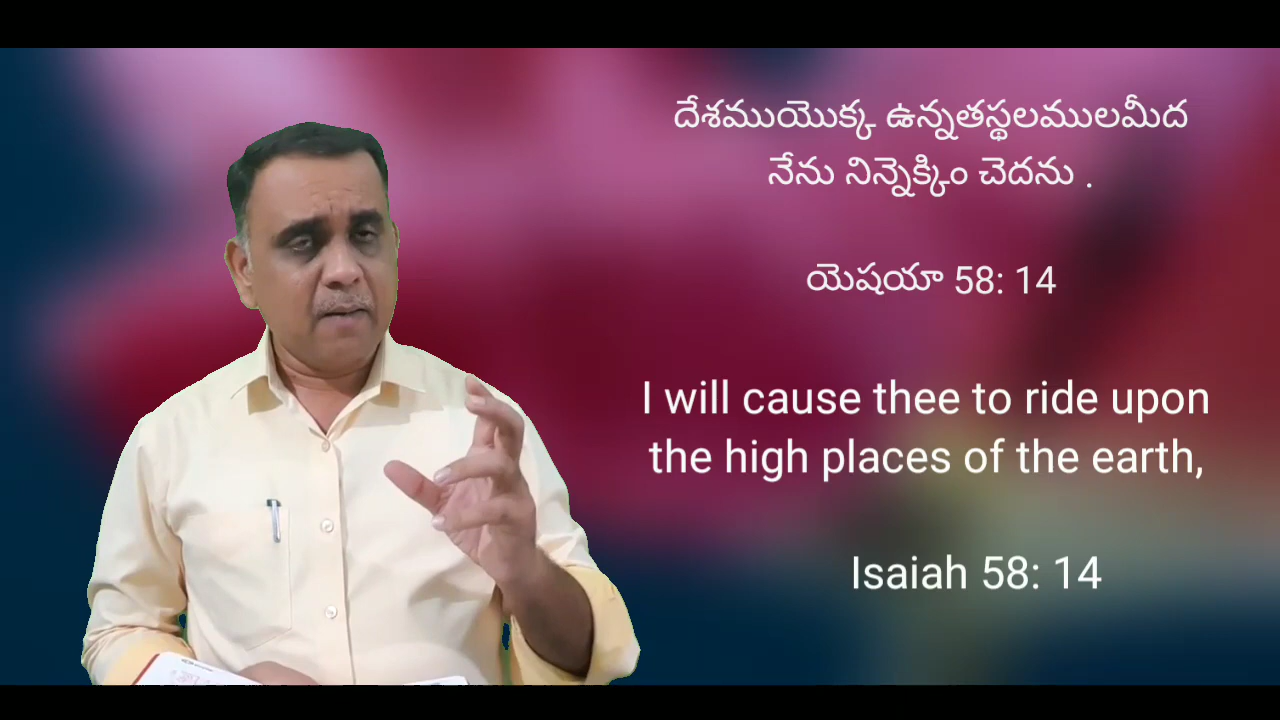 దేశముయొక్క ఉన్నతస్థలములమీద
నేను నిన్నెక్కిం చెదను .
యెషయా 58: 14
I will cause thee to ride upon
the high places of the earth,
Isaiah 58: 14